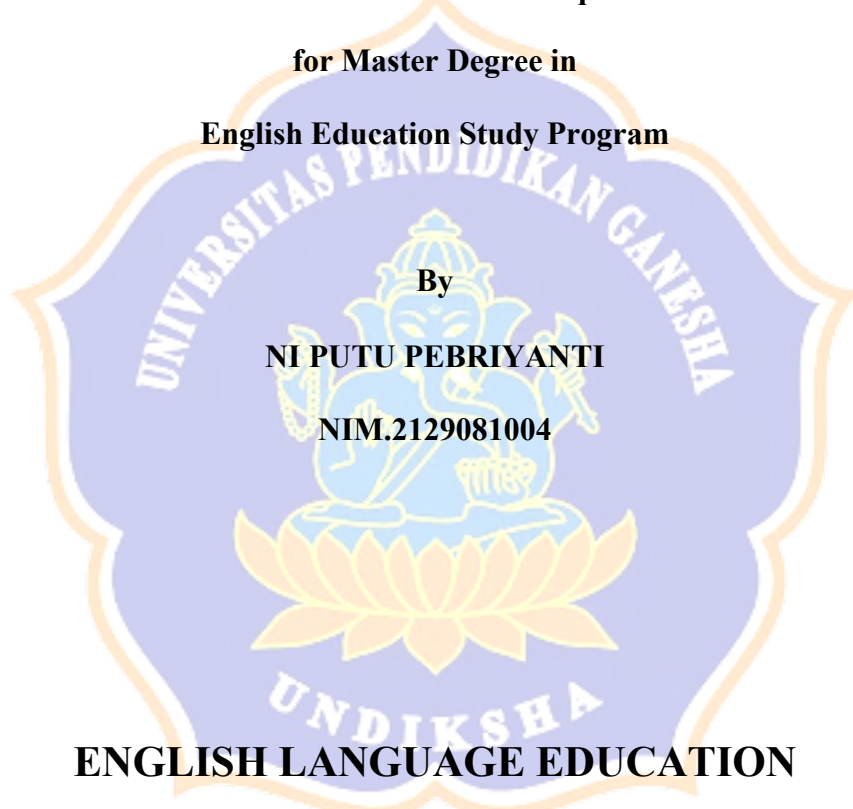 for Master Degree in
English Education Study Program
UNIVERSITAS PENDIDIKAN GANESHA
By
NI PUTU PEBRIYANTI
NIM.2129081004
UNDIKSHA
ENGLISH LANGUAGE EDUCATION